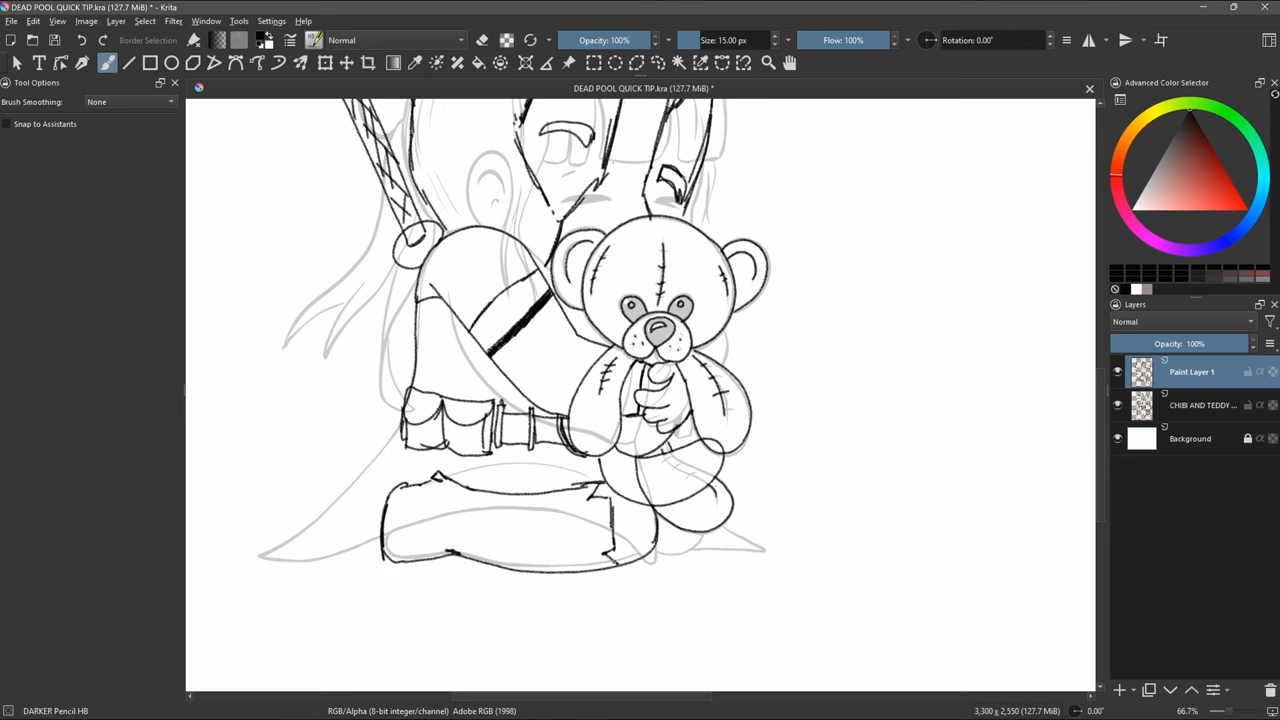 DEAD POOL QUICK TIP.kra (127.7 MiB) * - Krita
File Edit View Image Layer Select Filter Tools Window Settings Help
Border Selection Normal Opacity: 100% Size: 15.00 px Flow: 100% Rotation: 0.00°
Tool Options
DEAD POOL QUICK TIP.kra (127.7 MiB) *
Advanced Color Selector
Brush Smoothing: None
Snap to Assistants
Layers
Normal
Opacity: 100%
Paint Layer 1
CHIBI AND TEDDY ...
Background
DARKER Pencil HB
RGB/Alpha (8-bit integer/channel) Adobe RGB (1998)
3,300 x 2,550 (127.7 MiB)
0.00°
66.7%